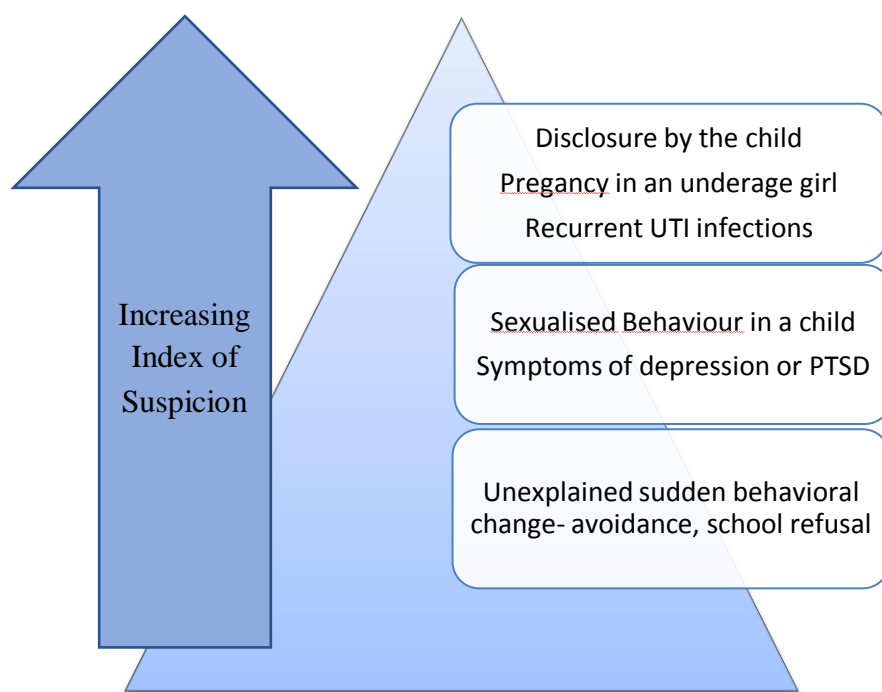 Disclosure by the child
Pregancy in an underage girl
Recurrent UTI infections
Increasing
Index of
Suspicion
Sexualised Behaviour in a child
Symptoms of depression or PTSD
Unexplained sudden behavioral
change- avoidance, school refusal